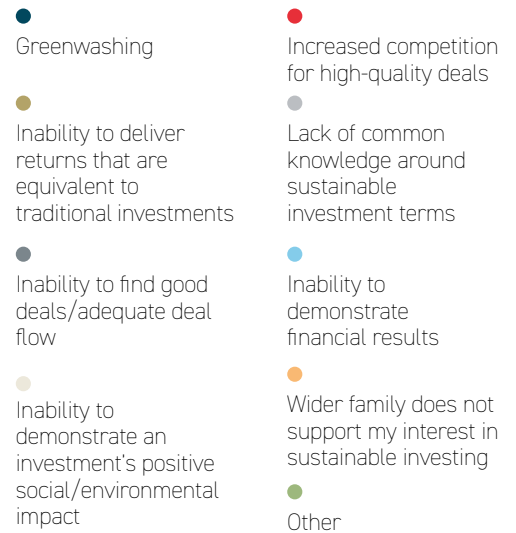 Greenwashing
Inability to deliver
returns that are
equivalent to
traditional investments
Inability to find good
deals/adequate deal
flow
Inability to
demonstrate an
investment's positive
social/environmental
impact
Increased competition
for high-quality deals
Lack of common
knowledge around
sustainable
investment terms
Inability to
demonstrate
financial results
Wider family does not
support my interest in
sustainable investing
Other